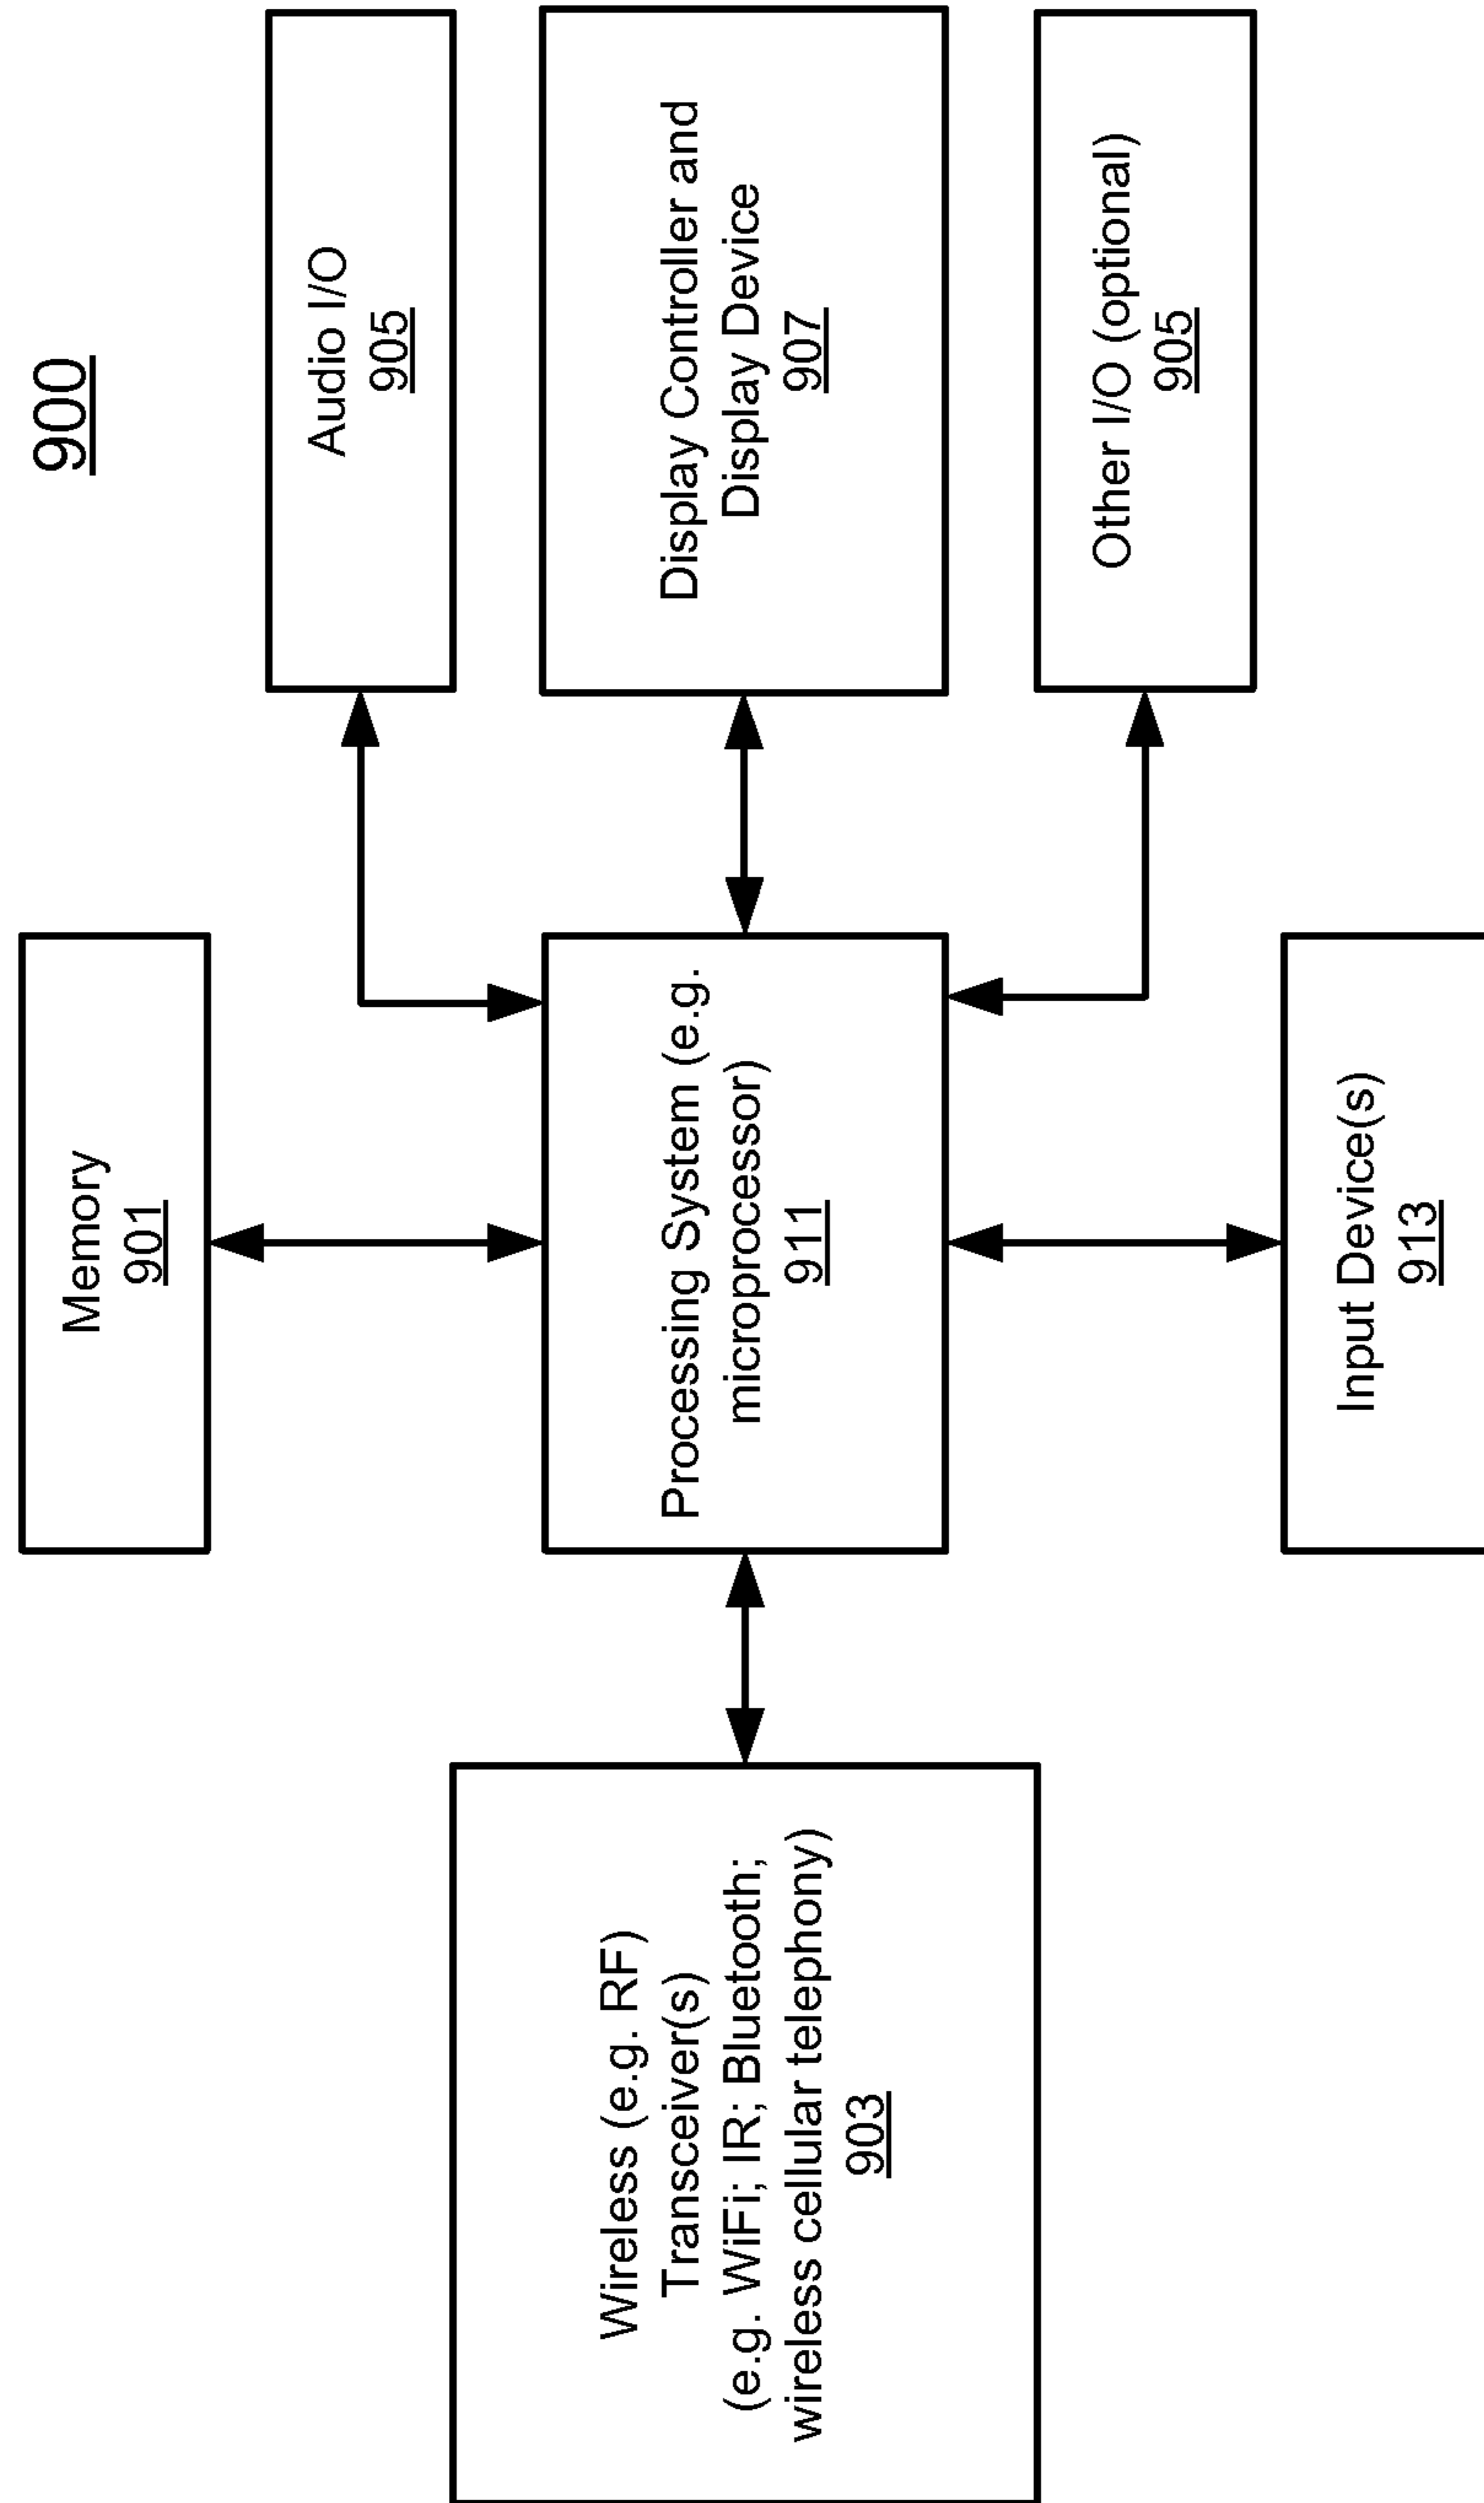 900
Memory
901
Audio I/O
905
Wireless (e.g. RF)
Transceiver(s)
(e.g. WiFi; IR; Bluetooth;
wireless cellular telephony)
903
Processing System (e.g.
microprocessor)
911
Display Controller and
Display Device
907
Other I/O (optional)
905
Input Device(s)
913